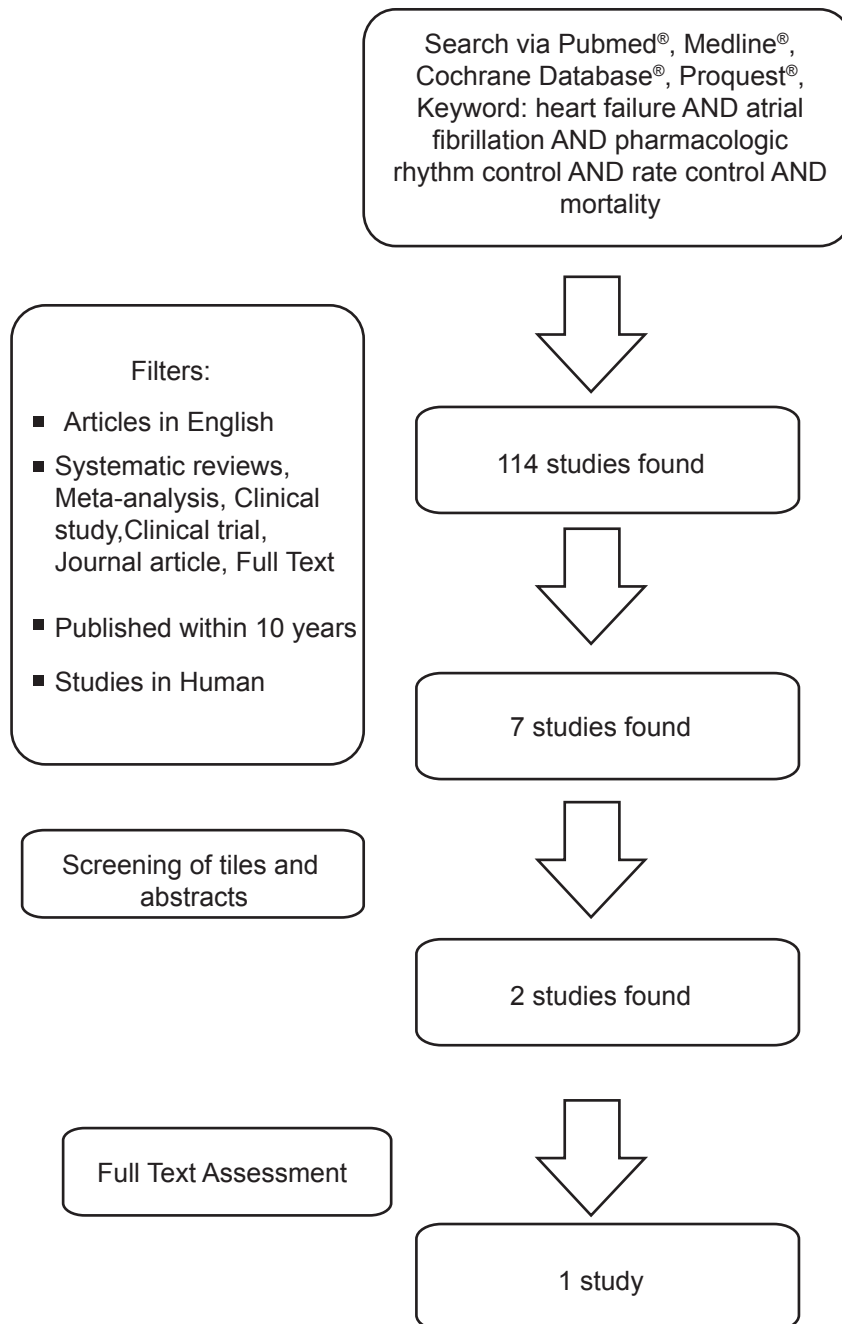 Search via Pubmed®, Medline®,
Cochrane Database®, Proquest®,
Keyword: heart failure AND atrial
fibrillation AND pharmacologic
rhythm control AND rate control AND
mortality
Filters:
▪ Articles in English
▪ Systematic reviews,
Meta-analysis, Clinical
study,Clinical trial,
Journal article, Full Text
▪ Published within 10 years
▪ Studies in Human
114 studies found
7 studies found
Screening of tiles and
abstracts
2 studies found
Full Text Assessment
1 study